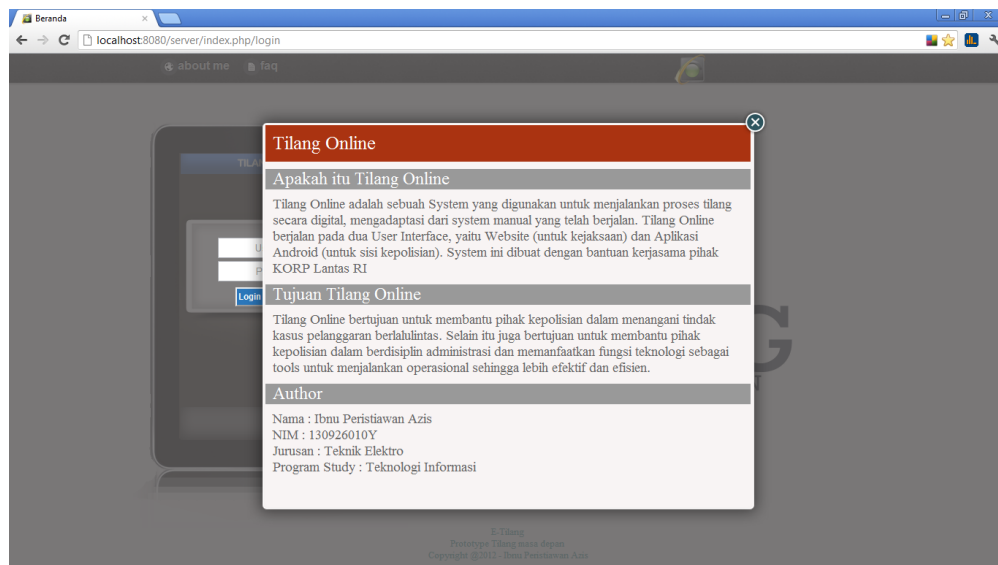 Beranda
localhost:8080/server/index.php/login
about me faq
Tilang Online
Apakah itu Tilang Online
Tilang Online adalah sebuah System yang digunakan untuk menjalankan proses tilang
secara digital, mengadaptasi dari system manual yang telah berjalan. Tilang Online
berjalan pada dua User Interface, yaitu Website (untuk kejaksaan) dan Aplikasi
Android (untuk sisi kepolisian). System ini dibuat dengan bantuan kerjasama pihak
KORP Lantas RI
Login
Tujuan Tilang Online
Tilang Online bertujuan untuk membantu pihak kepolisian dalam menangani tindak
kasus pelanggaran berlalulintas. Selain itu juga bertujuan untuk membantu pihak
kepolisian dalam berdisiplin administrasi dan memanfaatkan fungsi teknologi sebagai
tools untuk menjalankan operasional sehingga lebih efektif dan efisien.
Author
Nama : Ibnu Peristiawan Azis
NIM : 130926010Y
Jurusan : Teknik Elektro
Program Study : Teknologi Informasi
E-Tilang
Prototype Tilang masa depan
Copyright @2012 - Ibnu Peristiawan Azis